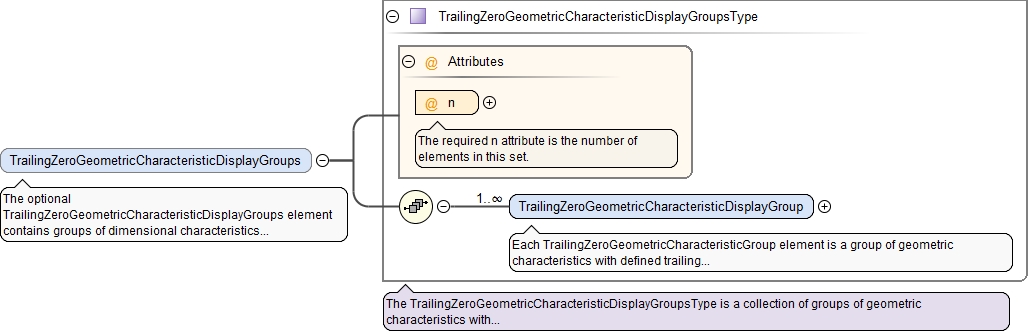 TrailingZeroGeometricCharacteristicDisplayGroupsType
@ Attributes
@ n
The required n attribute is the number of
elements in this set.
TrailingZeroGeometricCharacteristicDisplayGroups
The optional
TrailingZeroGeometricCharacteristicDisplayGroups element
contains groups of dimensional characteristics...
1..∞
TrailingZeroGeometricCharacteristicDisplayGroup
Each TrailingZeroGeometricCharacteristicGroup element is a group of geometric
characteristics with defined trailing...
The TrailingZeroGeometricCharacteristicDisplayGroupsType is a collection of groups of geometric
characteristics with...